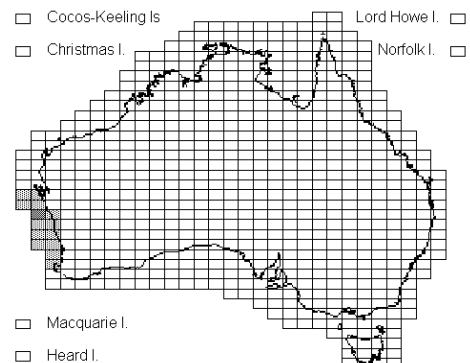 Cocos-Keeling Is
Lord Howe I.
Christmas I.
Norfolk I.
Macquarie I.
Heard I.